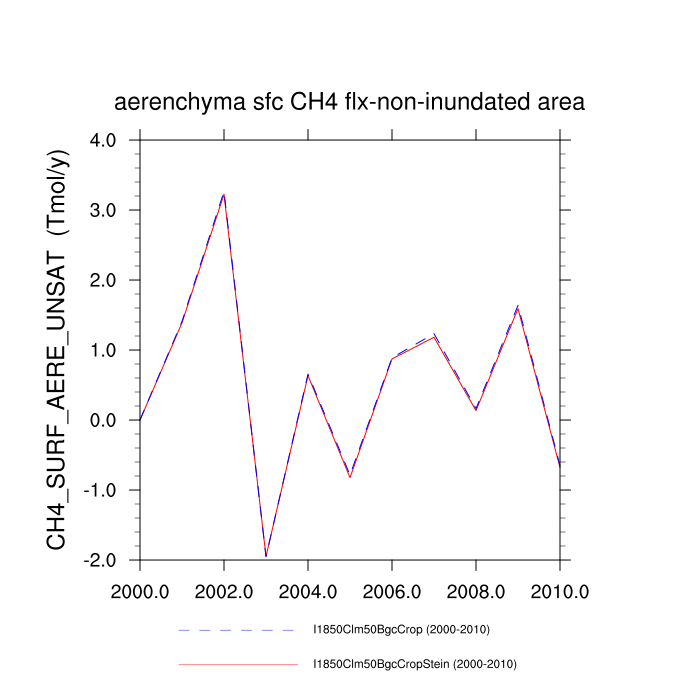 aerenchyma sfc CH4 flx-non-inundated area
CH4_SURF_AERE_UNSAT (Tmol/y)
4.0
3.0
2.0
1.0
0.0
-1.0
-2.0
2000.0 2002.0 2004.0 2006.0 2008.0 2010.0
I1850Clm50BgcCrop (2000-2010)
I1850Clm50BgcCropStein (2000-2010)